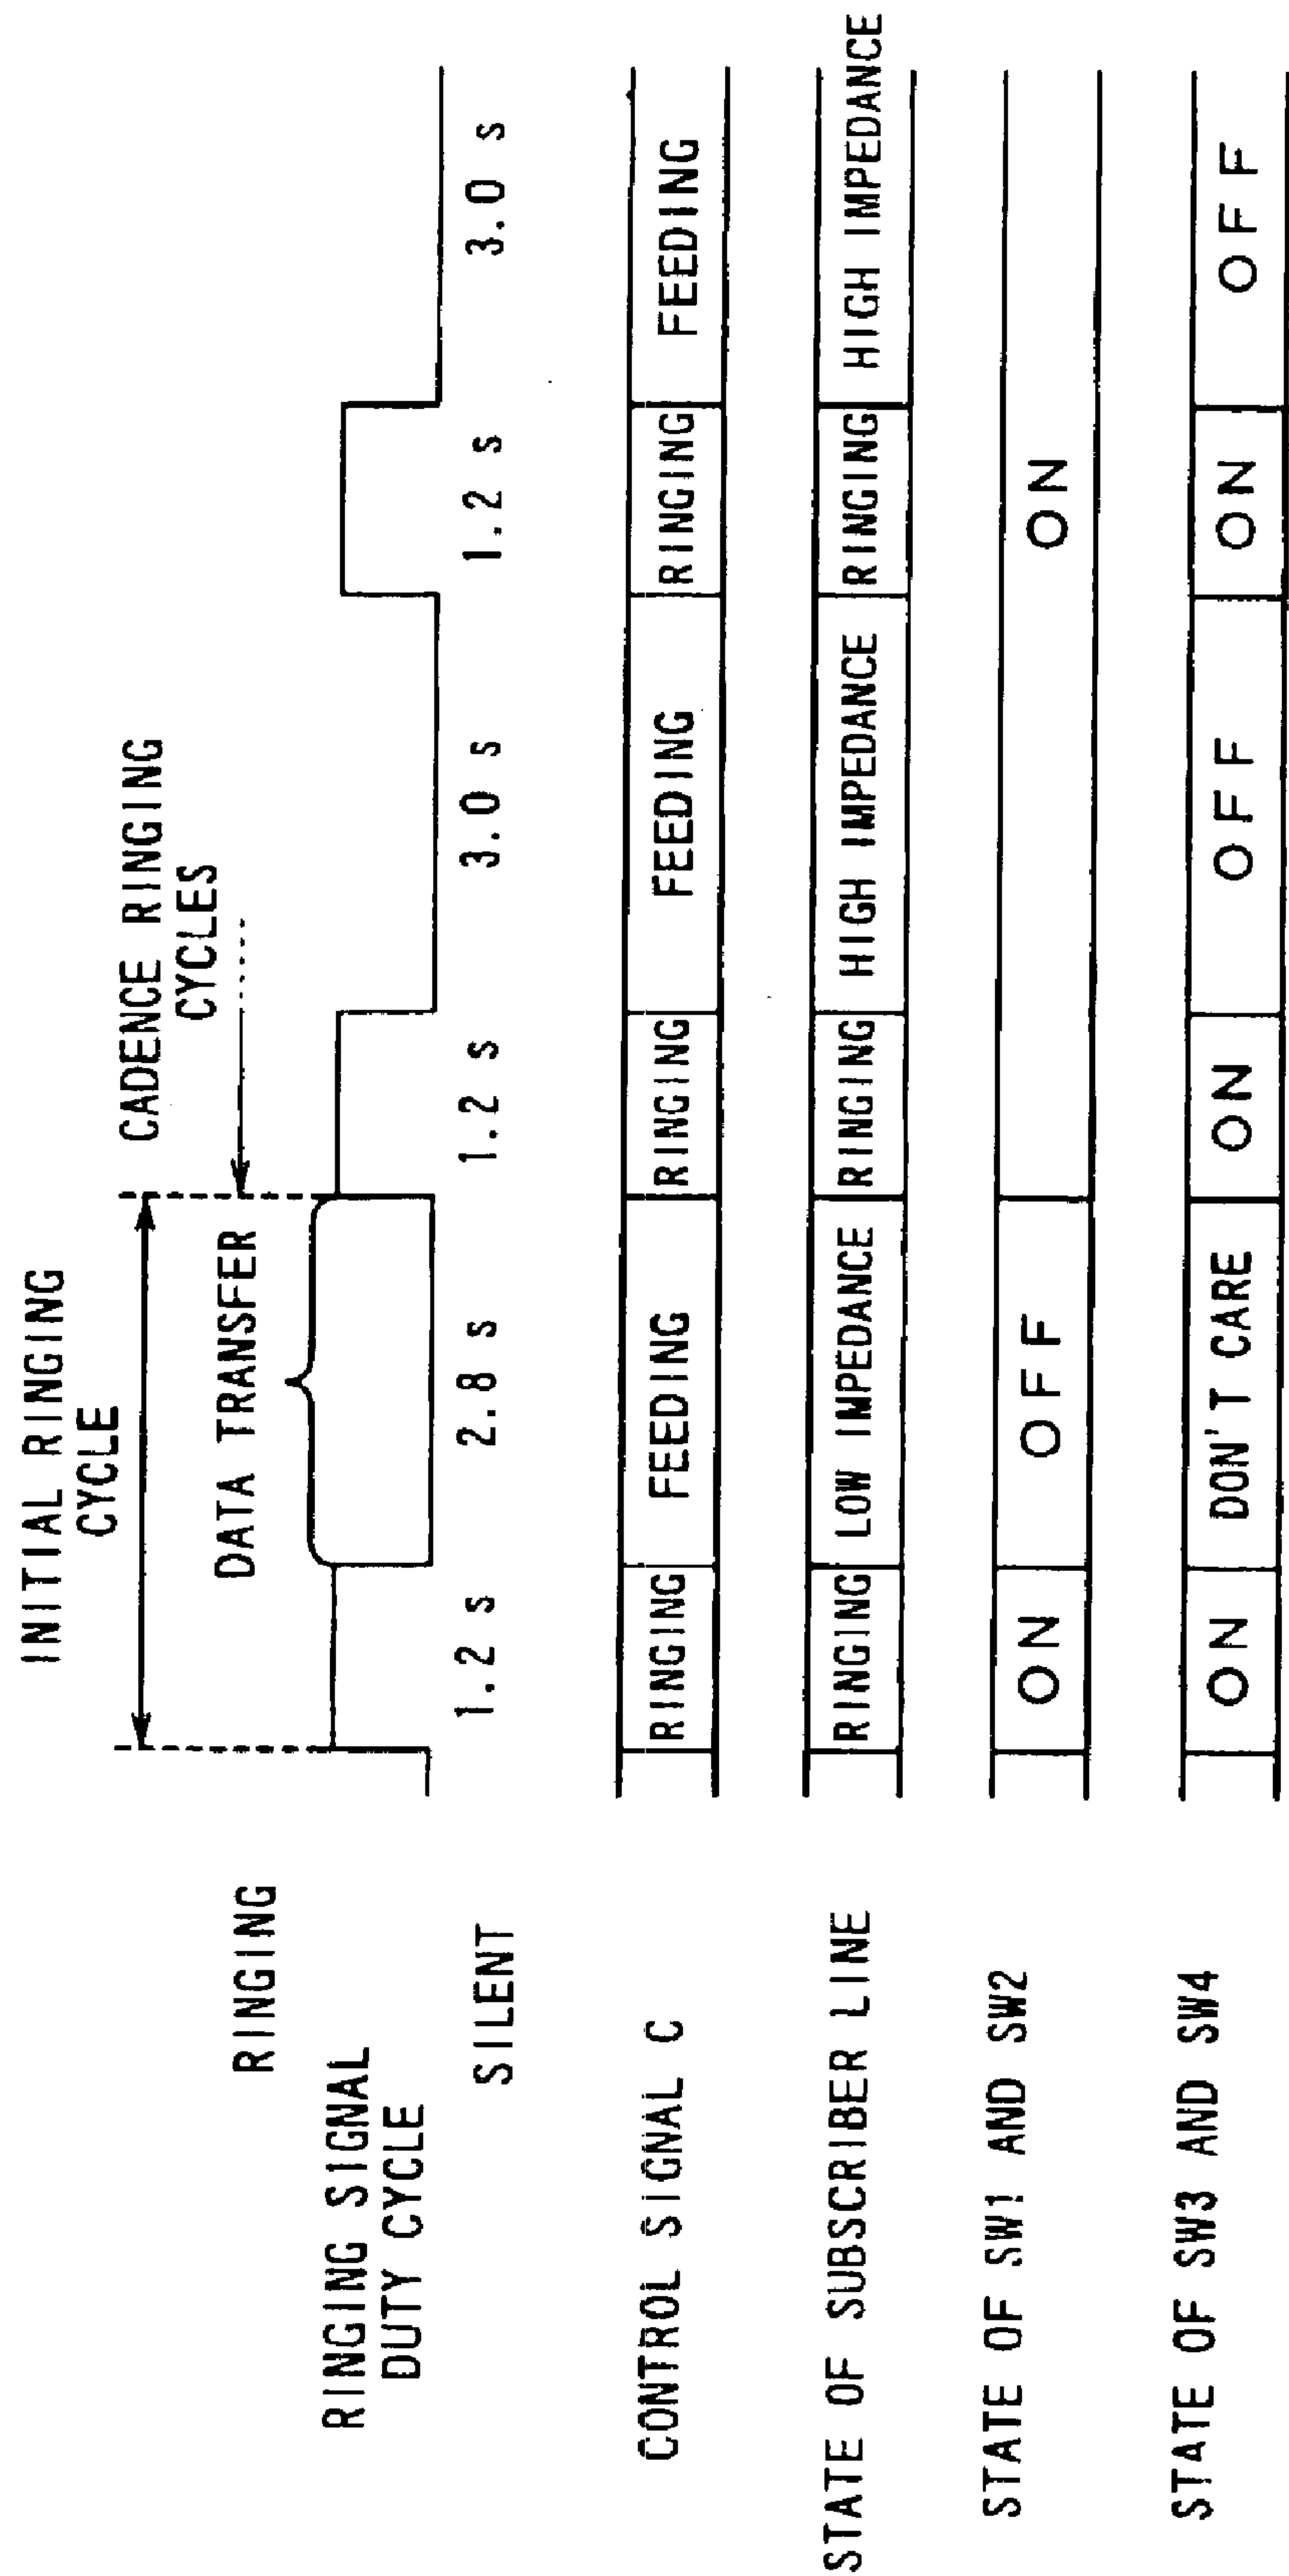 INITIAL RINGING
CYCLE
CADENCE RINGING
CYCLES
DATA TRANSFER
RINGING
RINGING SIGNAL
DUTY CYCLE
SILENT
1.2 s 2.8 s 1.2 s 3.0 s 1.2 s 3.0 s
CONTROL SIGNAL C RINGING FEEDING RINGING FEEDING RINGING FEEDING
STATE OF SUBSCRIBER LINE RINGING LOW IMPEDANCE RINGING HIGH IMPEDANCE RINGING HIGH IMPEDANCE
STATE OF SW1 AND SW2 ON OFF ON
STATE OF SW3 AND SW4 ON DON'T CARE ON OFF ON OFF